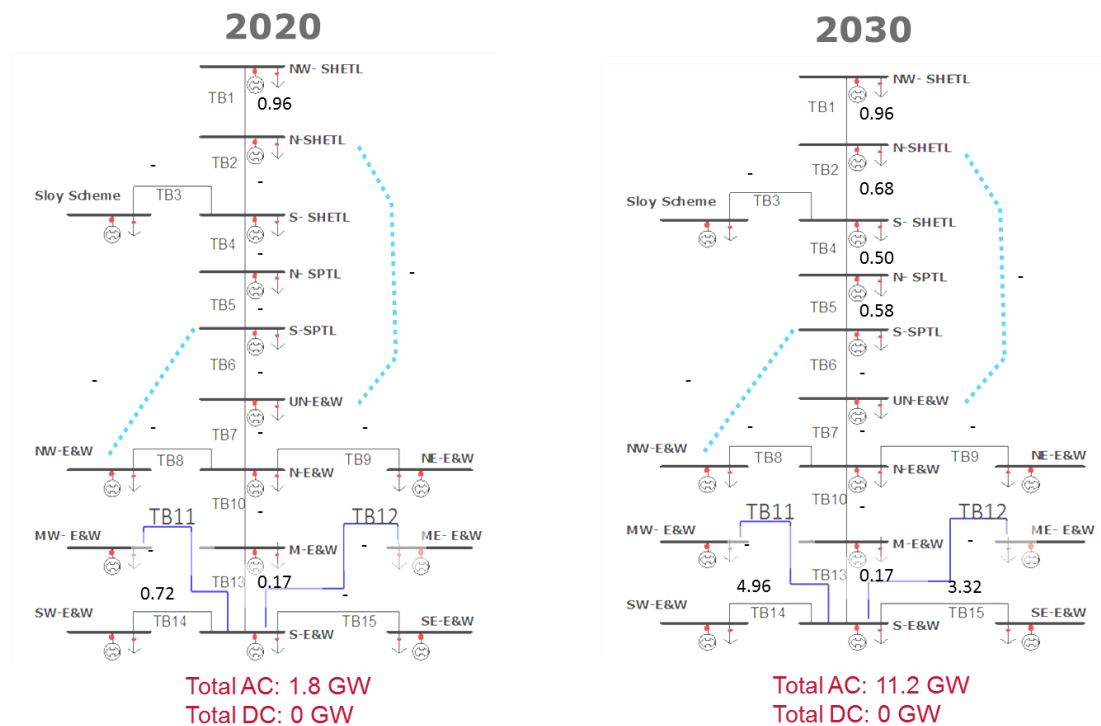 2020
NW- SHETL
TB1
0.96
N-SHETL
-
TB2
-
Sloy Scheme
TB3
S- SHETL
TB4
-
-
N- SPTL
TB5
-
S-SPTL
TB6
-
-
UN-E&W
TB7
-
-
-
NW-E&W
TB8
TB9
N-E&W
NE-E&W
TB10
-
TB11
TB12
MW- E&W
-
M-E&W
-
ME- E&W
TB13
0.72
0.17
-
SW-E&W
TB14
TB15
S-E&W
SE-E&W
Total AC: 1.8 GW
Total DC: 0 GW
2030
NW- SHETL
TB1
0.96
N-SHETL
-
TB2
0.68
Sloy Scheme
TB3
S- SHETL
TB4
0.50
-
N- SPTL
TB5
0.58
S-SPTL
TB6
-
-
UN-E&W
TB7
-
-
-
NW-E&W
TB8
TB9
N-E&W
NE-E&W
TB10
-
TB11
TB12
MW- E&W
-
M-E&W
-
ME- E&W
TB13
4.96
0.17
3.32
SW-E&W
TB14
TB15
S-E&W
SE-E&W
Total AC: 11.2 GW
Total DC: 0 GW